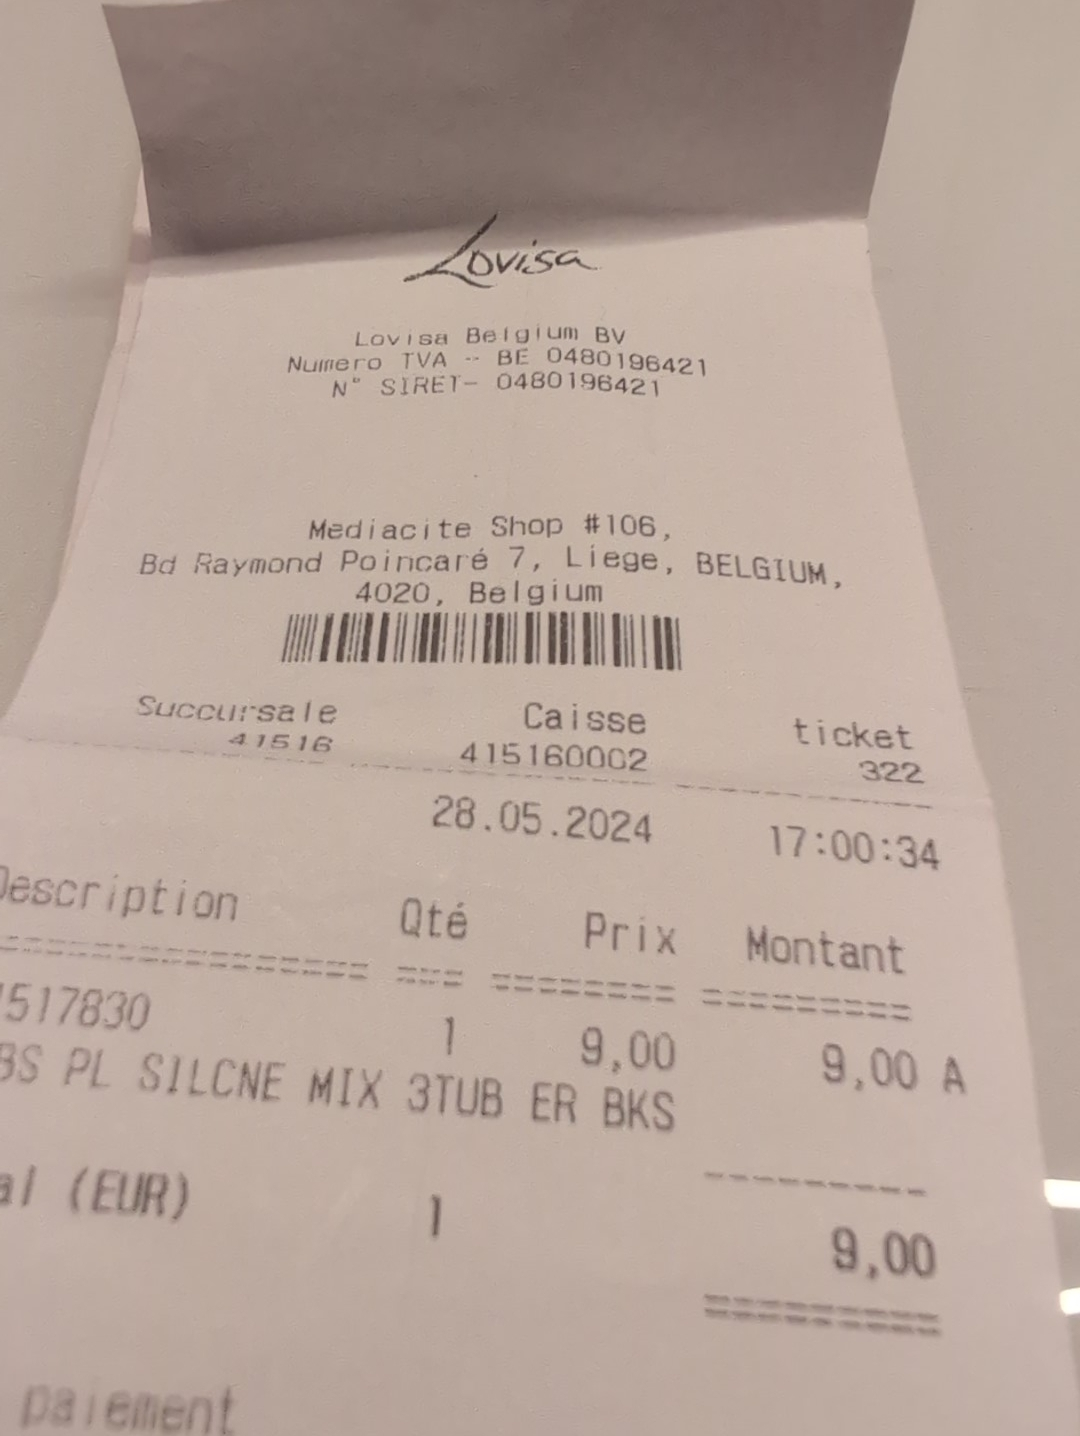 Lovisa
Lovisa Belgium BV
Numero TVA -- BE 0480196421
N° SIRET- 0480196421
Mediacite Shop #106,
Bd Raymond Poincaré 7, Liege, BELGIUM,
4020, Belgium
Succursale Caisse ticket
41516 415160002 322
28.05.2024 17:00:34
Description Qté Prix Montant
517830 1 9,00 9,00 A
BS PL SILCNE MIX 3TUB ER BKS
al (EUR) 1 9,00
paiement